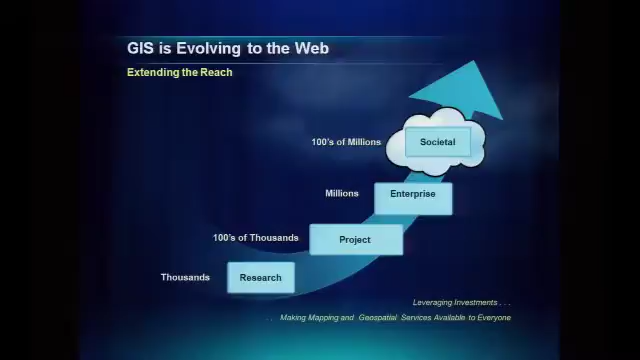 GIS is Evolving to the Web
Extending the Reach
100's of Millions
Societal
Millions
Enterprise
100's of Thousands
Project
Thousands
Research
Leveraging Investments . . .
. . Making Mapping and Geospatial Services Available to Everyone